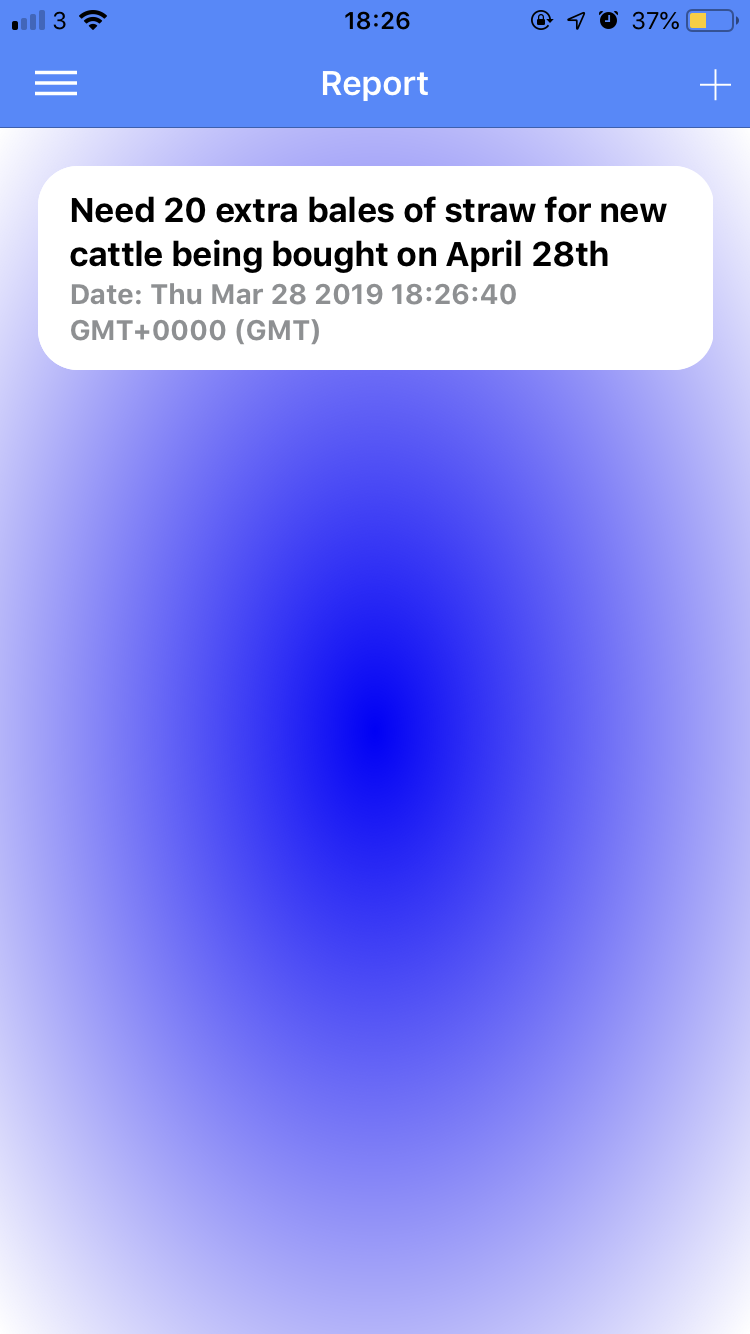 3 18:26 37%
Report
Need 20 extra bales of straw for new
cattle being bought on April 28th
Date: Thu Mar 28 2019 18:26:40
GMT+0000 (GMT)